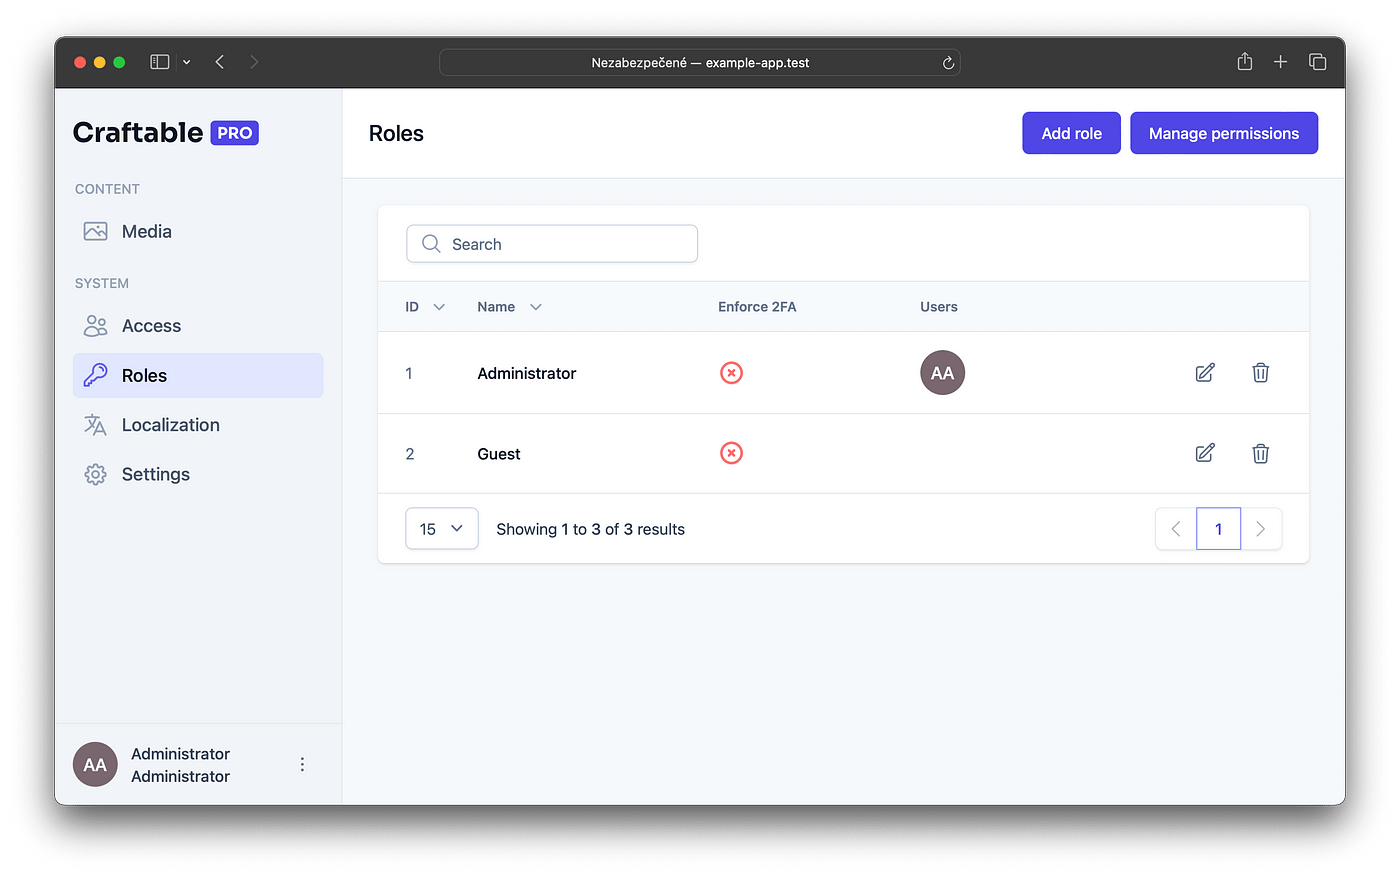 Nezabezpečené — example-app.test
Craftable PRO
Roles
Add role
Manage permissions
CONTENT
Media
SYSTEM
Access
Roles
Localization
Settings
Search
ID Name Enforce 2FA Users
1 Administrator AA
2 Guest
15 Showing 1 to 3 of 3 results 1
AA
Administrator
Administrator